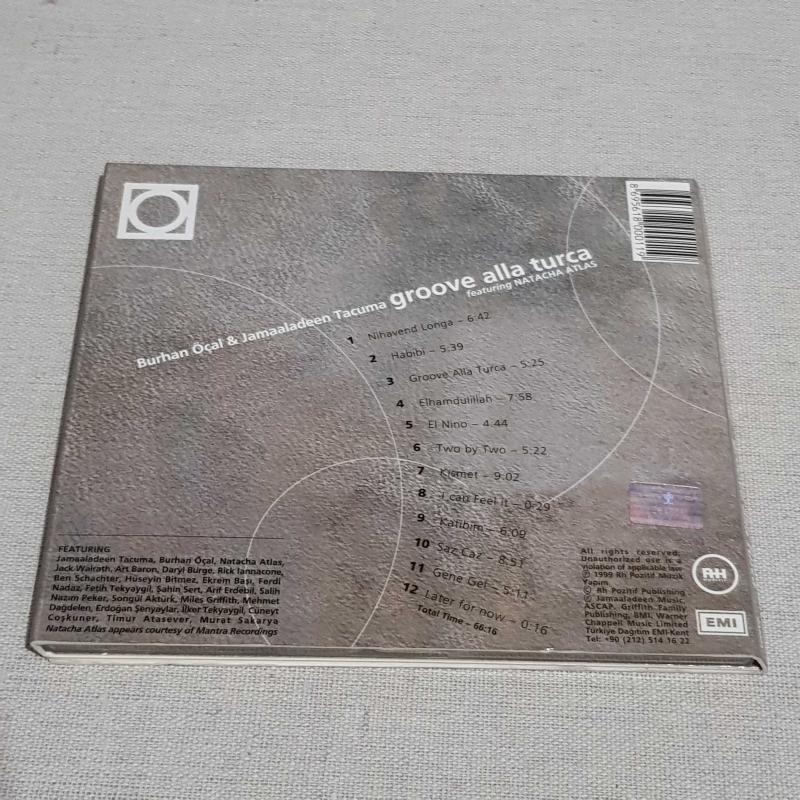 8"695618"000119
Burhan Öçal & Jamaaladeen Tacuma groove alla turca
featuring NATACHA ATLAS
1 Nihavend Longa – 6:42
2 Habibi – 5:39
3 Groove Alla Turca – 5:25
4 Elhamdulillah – 7:58
5 El Nino – 4:44
6 Two by Two – 5:22
7 Kismet – 9:02
8 I can Feel it – 0:29
9 Katibim – 6:09
10 Saz Caz – 8:51
11 Gene Gel – 5:11
12 Later for now – 0:16
Total Time – 66:16
FEATURING
Jamaaladeen Tacuma, Burhan Öçal, Natacha Atlas,
Jack Walrath, Art Baron, Daryl Burge, Rick Iannacone,
Ben Schachter, Hüseyin Bitmez, Ekrem Bası, Ferdi
Nadaz, Fetih Tekyaygil, Şahin Sert, Arif Erdebil, Salih
Nazım Peker, Songül Aktürk, Miles Griffith, Mehmet
Dağdelen, Erdoğan Şenyaylar, İlker Tekyaygil, Cüneyt
Coşkuner, Timur Atasever, Murat Sakarya
Natacha Atlas appears courtesy of Mantra Recordings
All rights reserved.
Unauthorized use is a
violation of applicable law
℗ 1999 Rh Pozitif Müzik
Yapım.
© Rh Pozitif Publishing
© Jamaaladeen Music,
ASCAP. Griffith Family
Publishing, BMI, Warner
Chappell Music Limited
Türkiye Dağıtım EMI-Kent
Tel: +90 (212) 514 16 22
RH
EMI